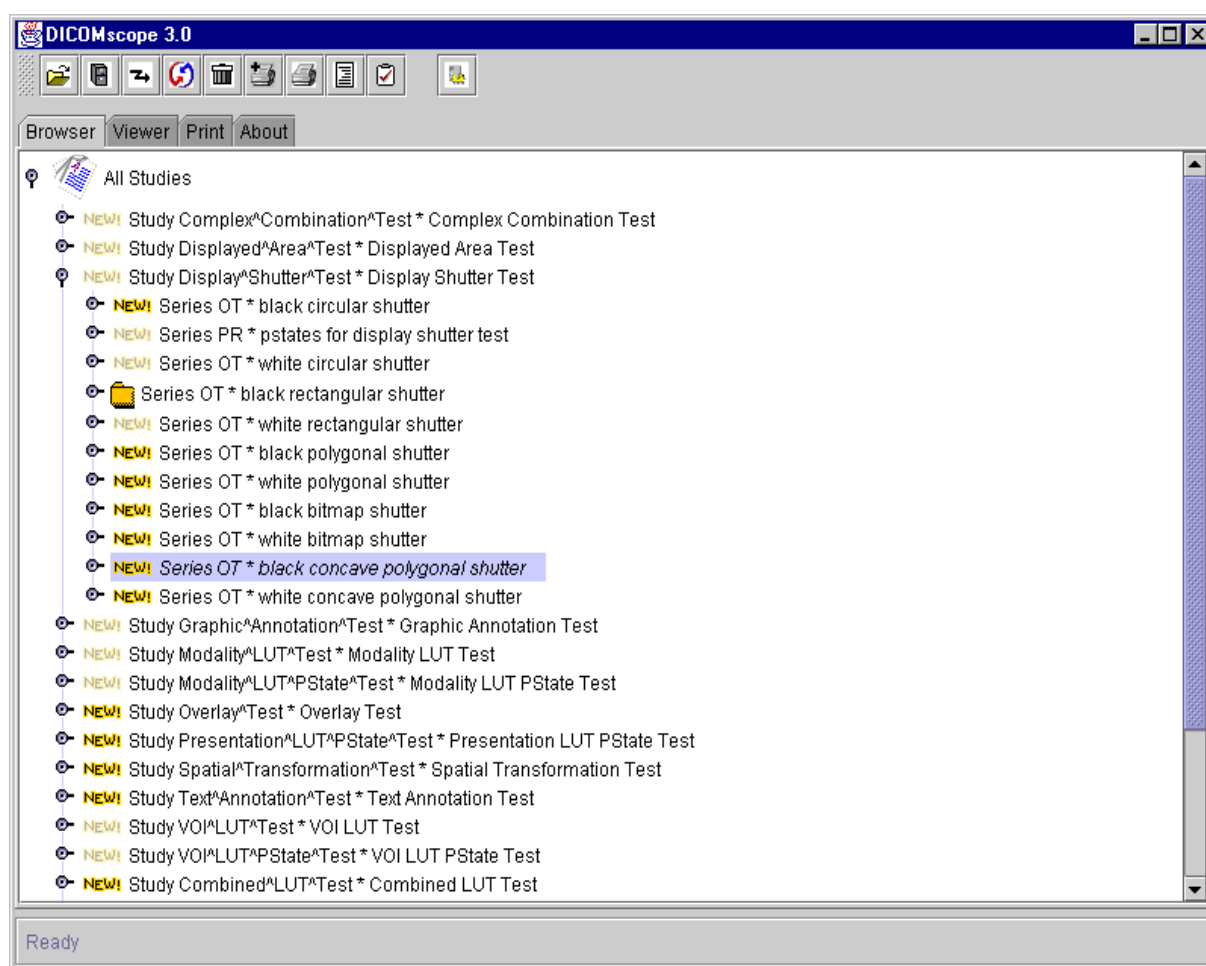 DICOMscope 3.0
Browser Viewer Print About
All Studies
NEW! Study Complex^Combination^Test * Complex Combination Test
NEW! Study Displayed^Area^Test * Displayed Area Test
NEW! Study Display^Shutter^Test * Display Shutter Test
NEW! Series OT * black circular shutter
NEW! Series PR * pstates for display shutter test
NEW! Series OT * white circular shutter
Series OT * black rectangular shutter
NEW! Series OT * white rectangular shutter
NEW! Series OT * black polygonal shutter
NEW! Series OT * white polygonal shutter
NEW! Series OT * black bitmap shutter
NEW! Series OT * white bitmap shutter
NEW! Series OT * black concave polygonal shutter
NEW! Series OT * white concave polygonal shutter
NEW! Study Graphic^Annotation^Test * Graphic Annotation Test
NEW! Study Modality^LUT^Test * Modality LUT Test
NEW! Study Modality^LUT^PState^Test * Modality LUT PState Test
NEW! Study Overlay^Test * Overlay Test
NEW! Study Presentation^LUT^PState^Test * Presentation LUT PState Test
NEW! Study Spatial^Transformation^Test * Spatial Transformation Test
NEW! Study Text^Annotation^Test * Text Annotation Test
NEW! Study VOI^LUT^Test * VOI LUT Test
NEW! Study VOI^LUT^PState^Test * VOI LUT PState Test
NEW! Study Combined^LUT^Test * Combined LUT Test
Ready